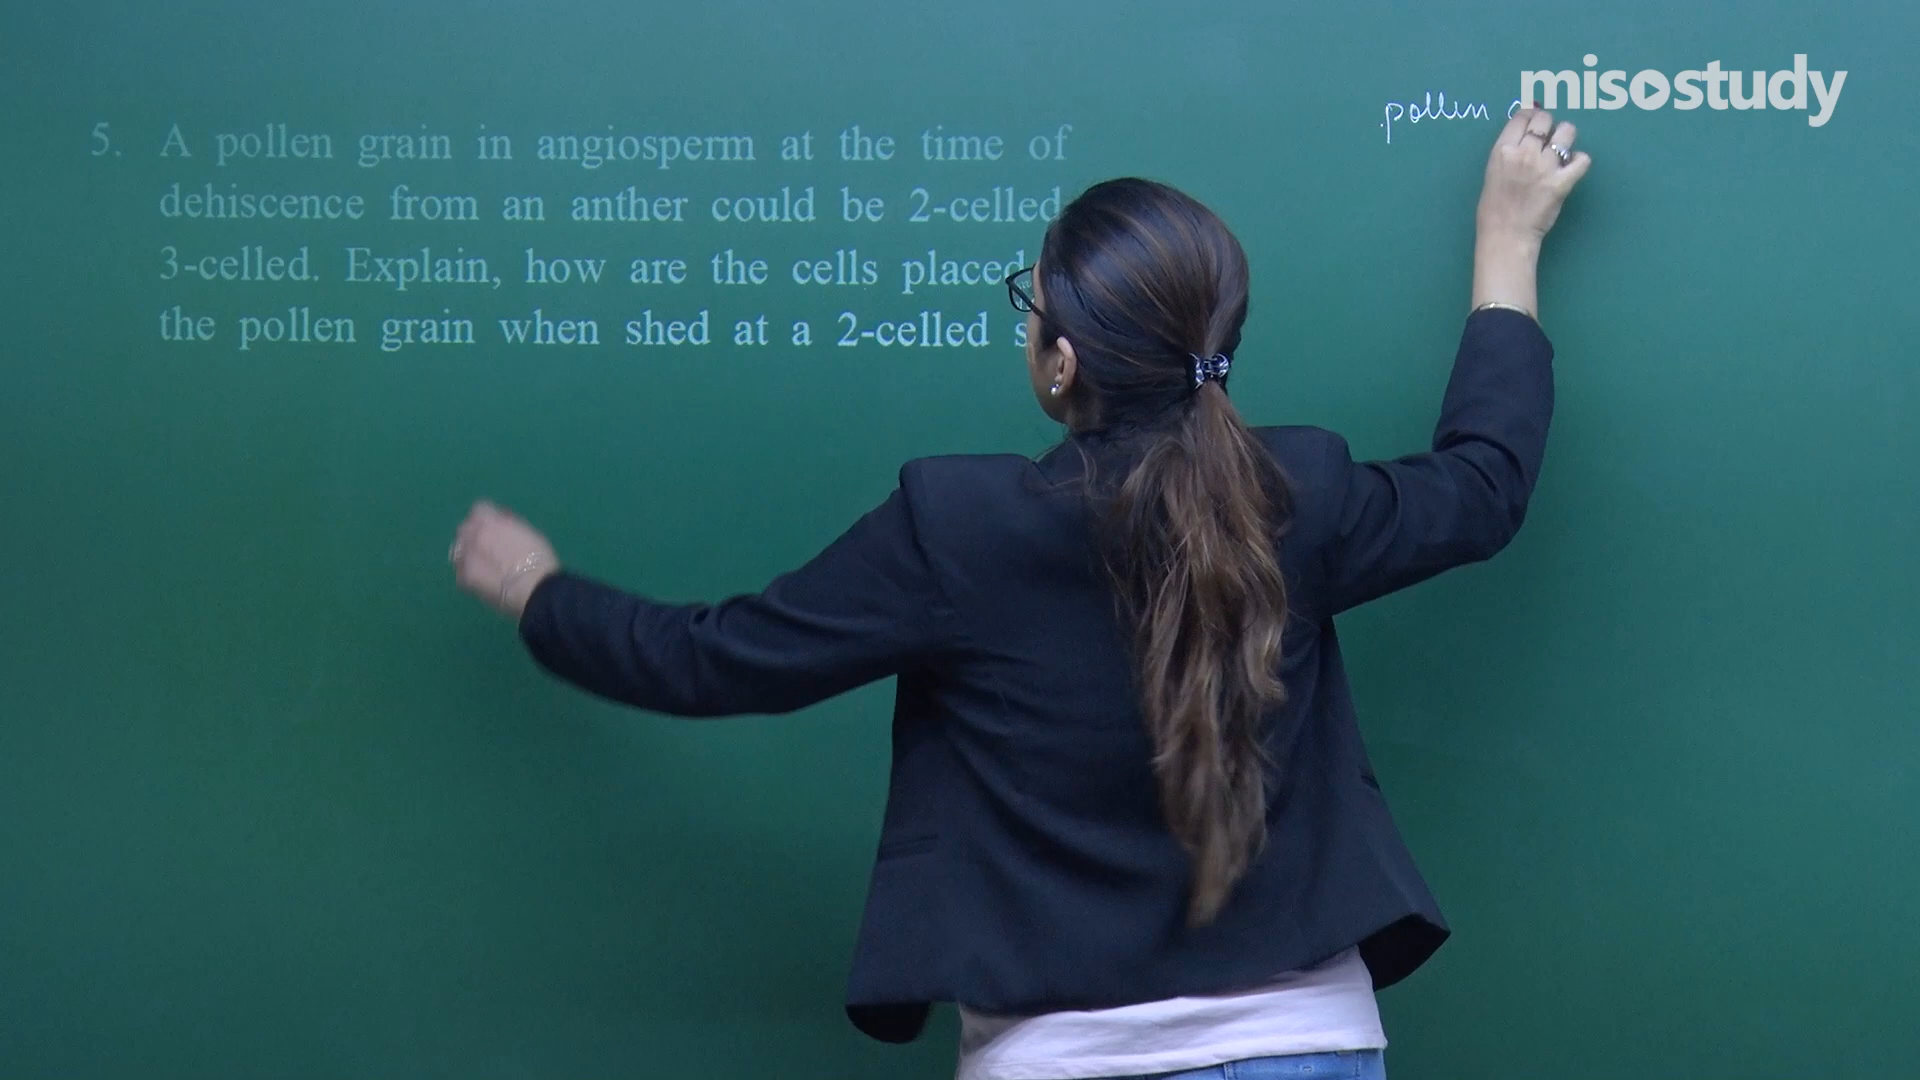 misostudy
pollen
5. A pollen grain in angiosperm at the time of
dehiscence from an anther could be 2-celled
3-celled. Explain, how are the cells placed
the pollen grain when shed at a 2-celled